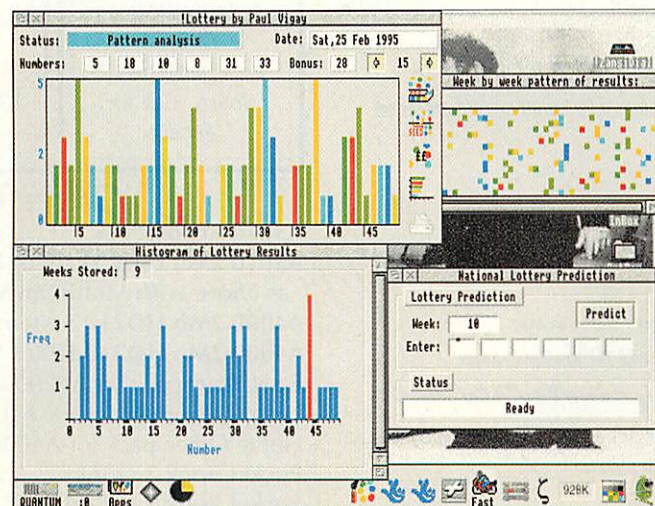 !Lottery by Paul Vigay
Status: Pattern analysis Date: Sat,25 Feb 1995
Numbers: 5 18 10 8 31 33 Bonus: 28 15
5
2
0
5 10 15 20 25 30 35 40 45
Week by week pattern of results:
InBox
Histogram of Lottery Results
Weeks Stored: 9
4
3
2
1
Freq
0 5 10 15 20 25 30 35 40 45
Number
National Lottery Prediction
Lottery Prediction
Week: 10
Predict
Enter:
Status
Ready
QUANTUM :0 Apps Fast 928K